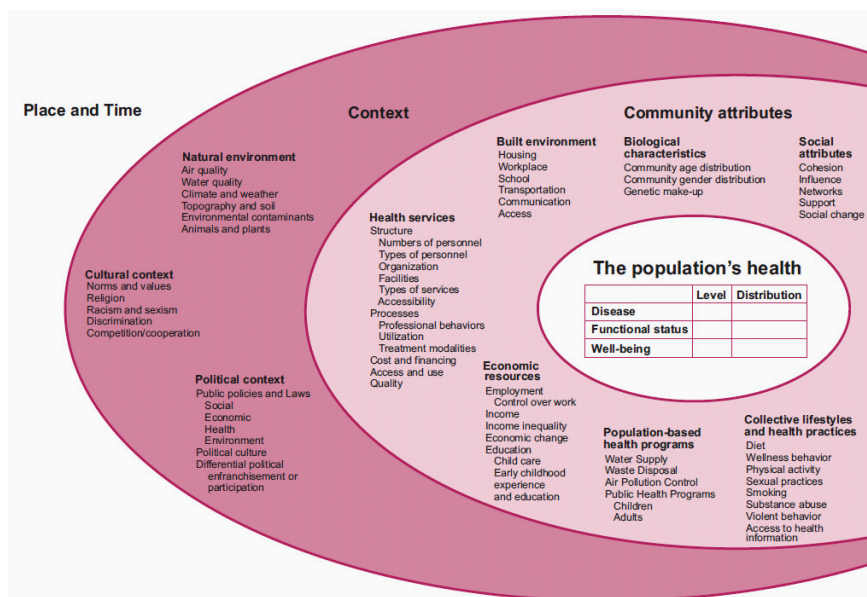 Place and Time
Context
Community attributes
Natural environment
Air quality
Water quality
Climate and weather
Topography and soil
Environmental contaminants
Animals and plants
Cultural context
Norms and values
Religion
Racism and sexism
Discrimination
Competition/cooperation
Political context
Public policies and Laws
Social
Economic
Health
Environment
Political culture
Differential political
enfranchisement or
participation
Health services
Structure
Numbers of personnel
Types of personnel
Organization
Facilities
Types of services
Accessibility
Processes
Professional behaviors
Utilization
Treatment modalities
Cost and financing
Access and use
Quality
Built environment
Housing
Workplace
School
Transportation
Communication
Access
Biological
characteristics
Community age distribution
Community gender distribution
Genetic make-up
Social
attributes
Cohesion
Influence
Networks
Support
Social change
The population's health
Level Distribution
Disease
Functional status
Well-being
Economic
resources
Employment
Control over work
Income
Income inequality
Economic change
Education
Child care
Early childhood
experience
and education
Population-based
health programs
Water Supply
Waste Disposal
Air Pollution Control
Public Health Programs
Children
Adults
Collective lifestyles
and health practices
Diet
Wellness behavior
Physical activity
Sexual practices
Smoking
Substance abuse
Violent behavior
Access to health
information